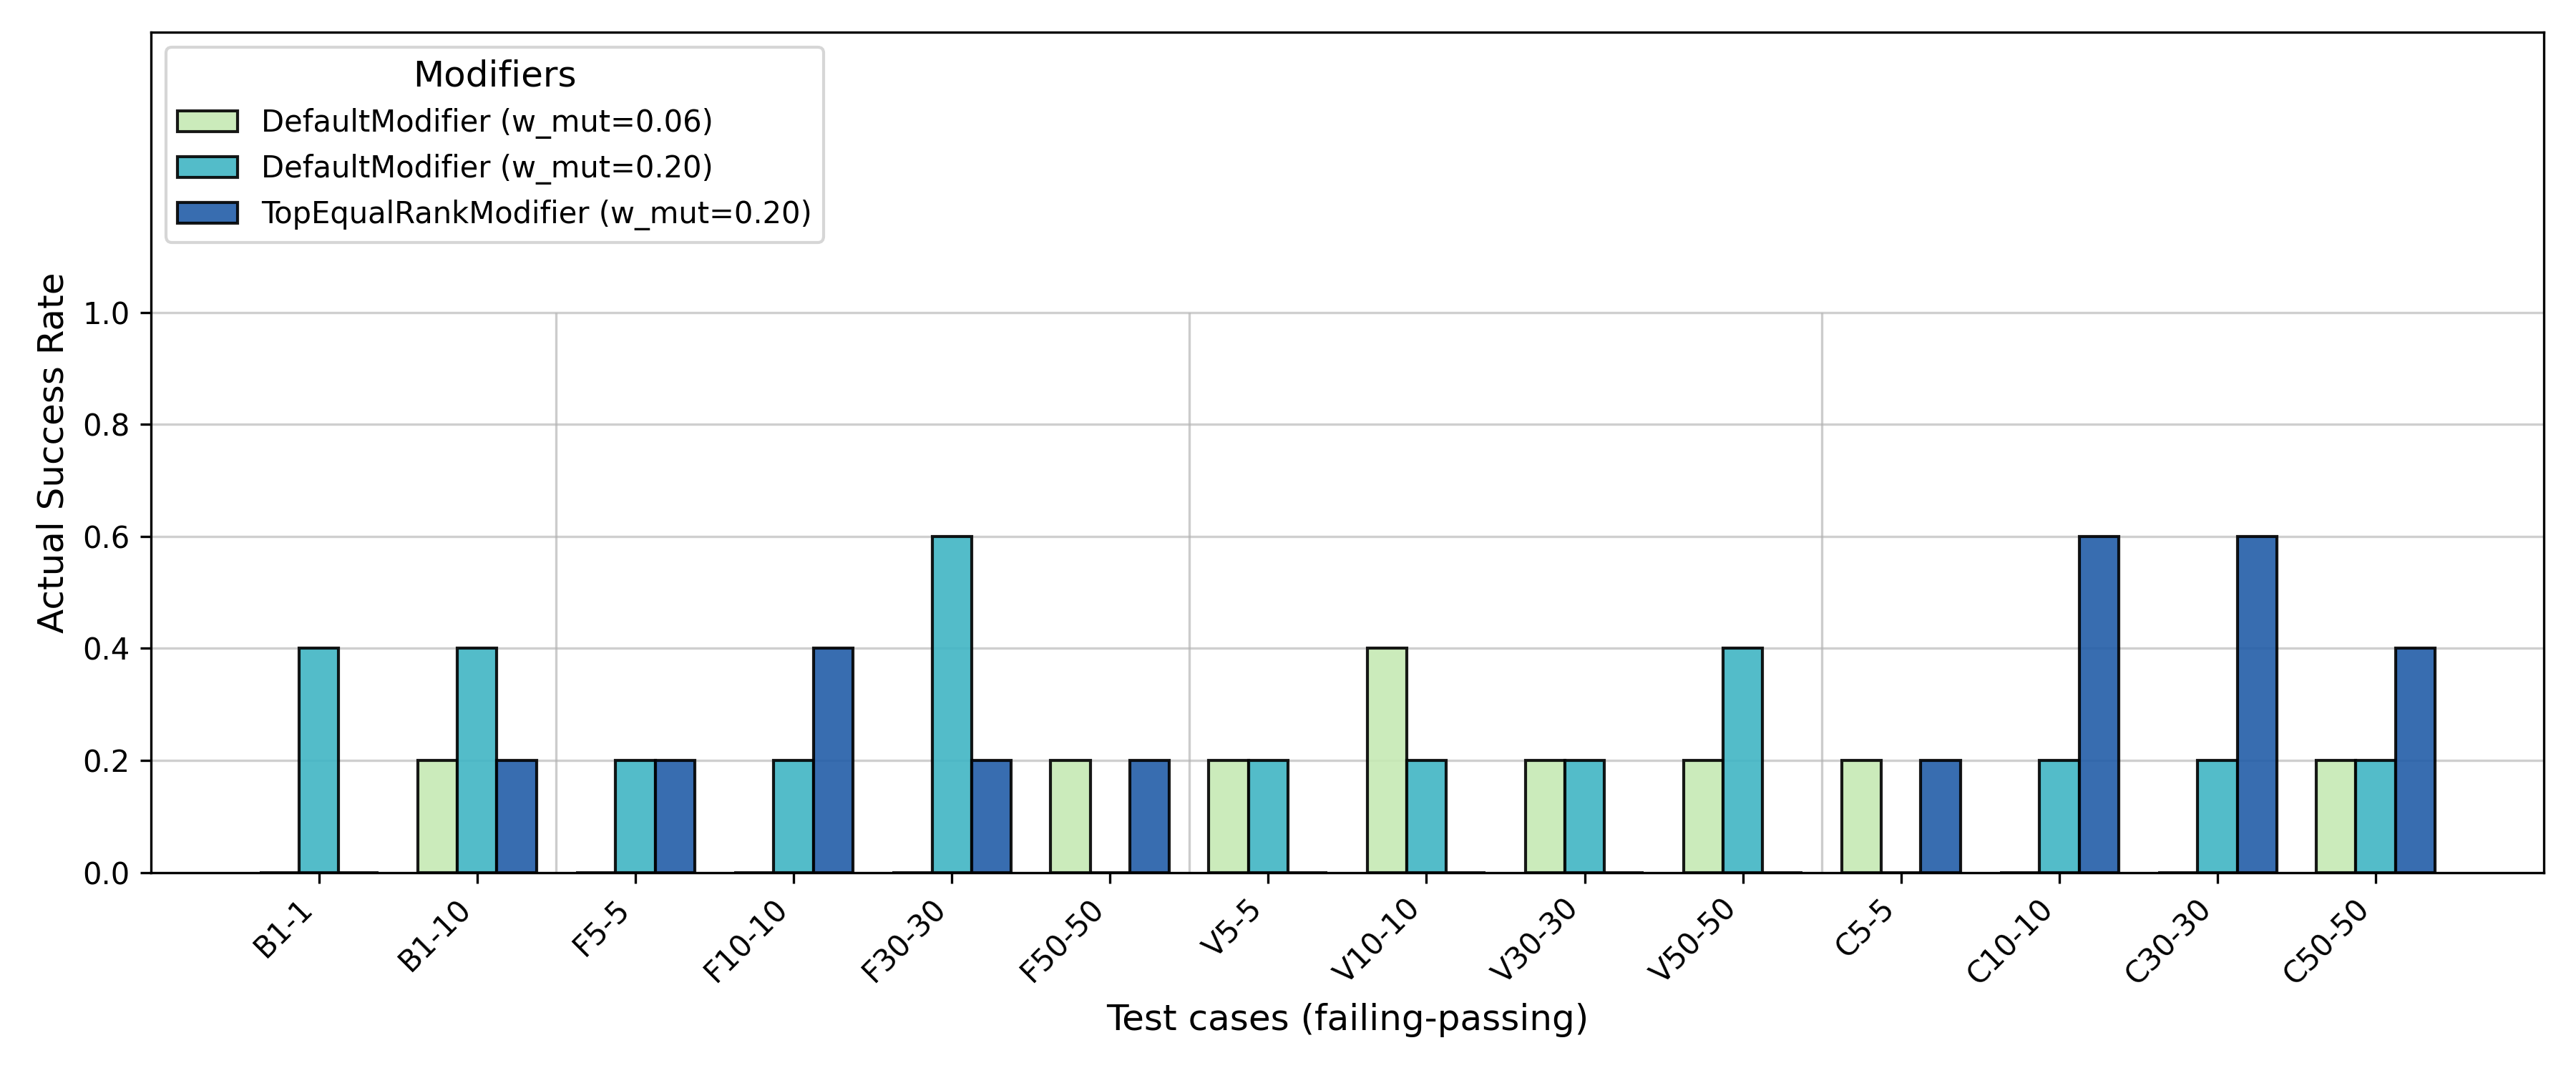 Modifiers
DefaultModifier (w_mut=0.06)
DefaultModifier (w_mut=0.20)
TopEqualRankModifier (w_mut=0.20)
Actual Success Rate
1.0
0.8
0.6
0.4
0.2
0.0
B1-1
B1-10
F5-5
F10-10
F30-30
F50-50
V5-5
V10-10
V30-30
V50-50
C5-5
C10-10
C30-30
C50-50
Test cases (failing-passing)